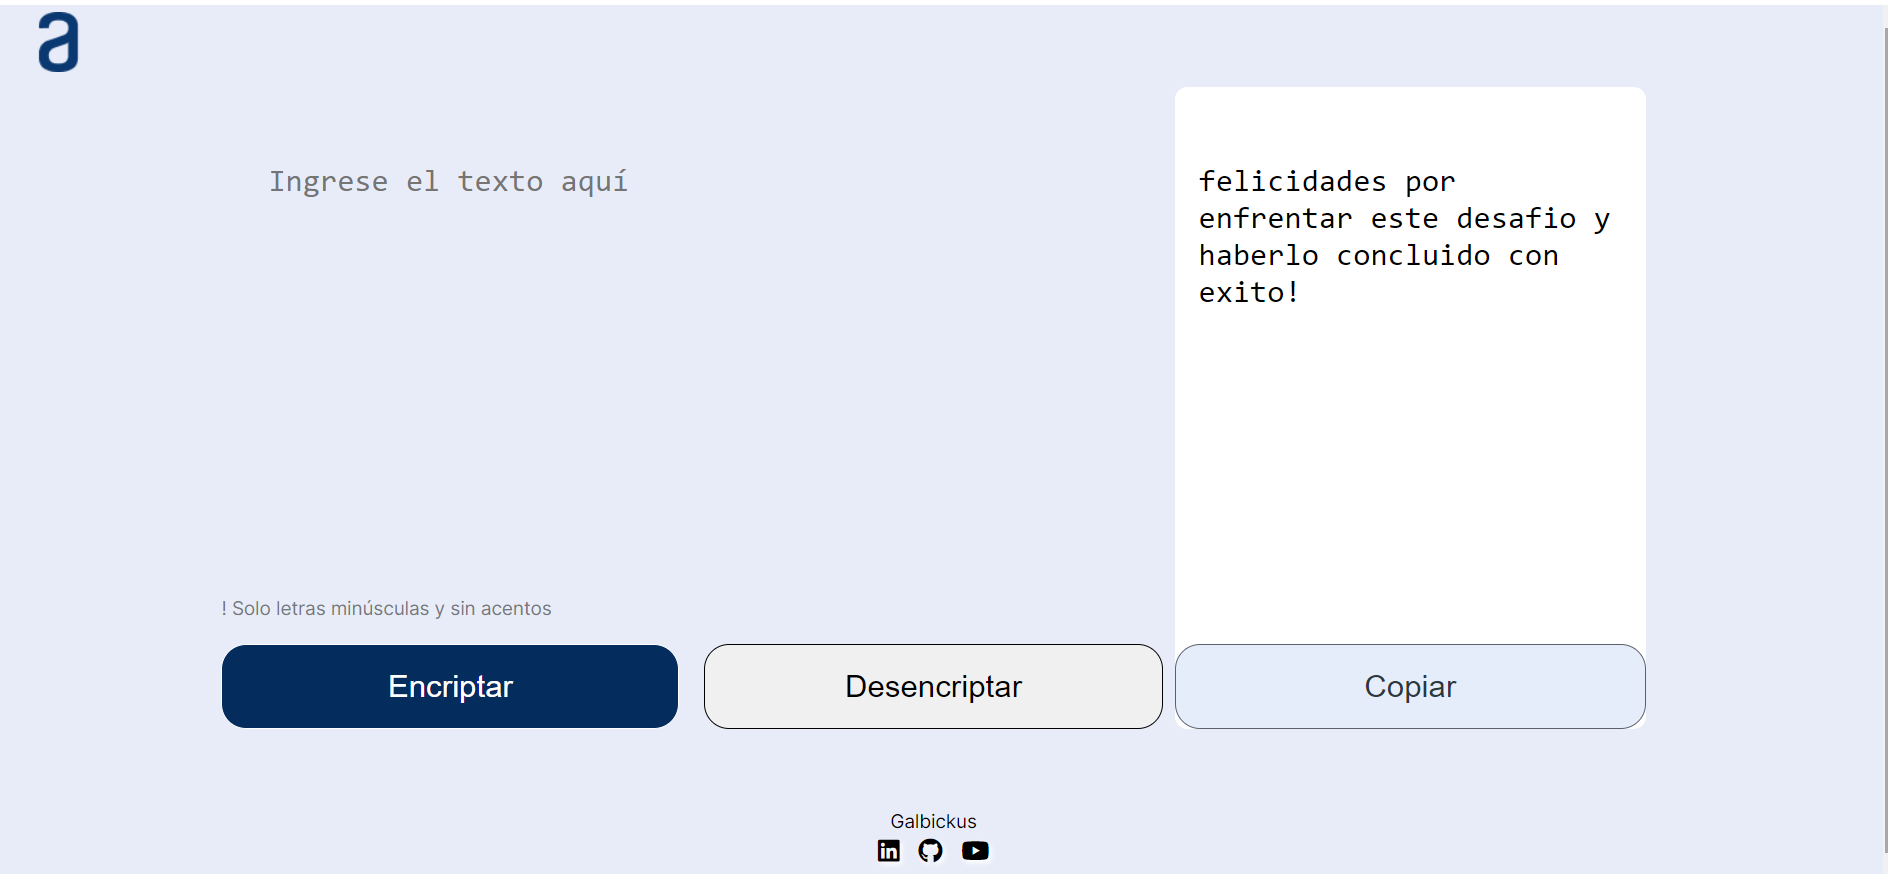 a
Ingrese el texto aquí
felicidades por
enfrentar este desafio y
haberlo concluido con
exito!
! Solo letras minúsculas y sin acentos
Encriptar
Desencriptar
Copiar
Galbickus
in